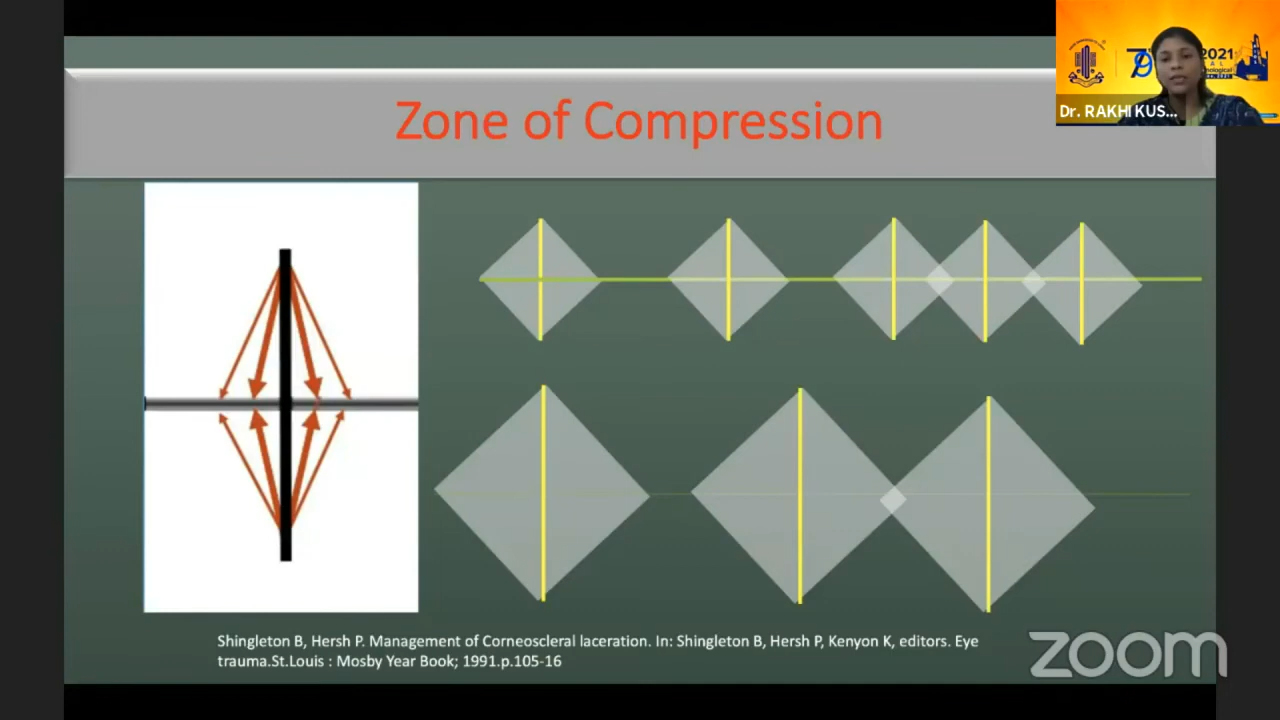 Zone of Compression
2021
Dr. RAKHI KUS...
Shingleton B, Hersh P. Management of Corneoscleral laceration. In: Shingleton B, Hersh P, Kenyon K, editors. Eye
trauma.St.Louis : Mosby Year Book; 1991.p.105-16
zoom